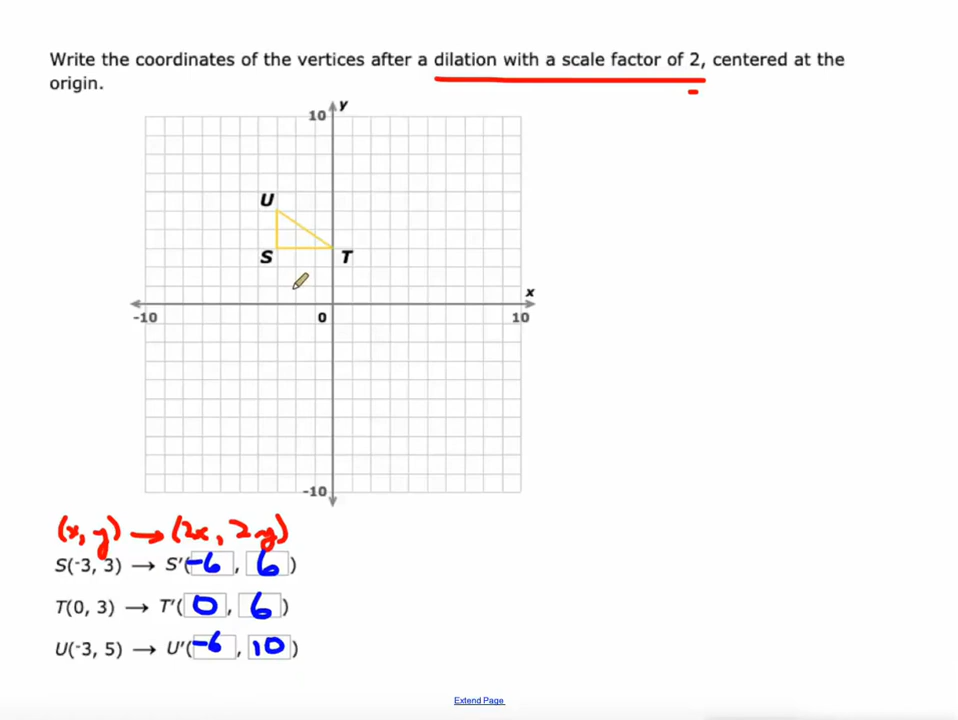 Write the coordinates of the vertices after a dilation with a scale factor of 2, centered at the
origin.
y
10
U
S
T
x
-10
0
10
-10
(x, y) → (2x, 2y)
S(-3, 3) → S'(-6, 6)
T(0, 3) → T'(0, 6)
U(-3, 5) → U'(-6, 10)
Extend Page